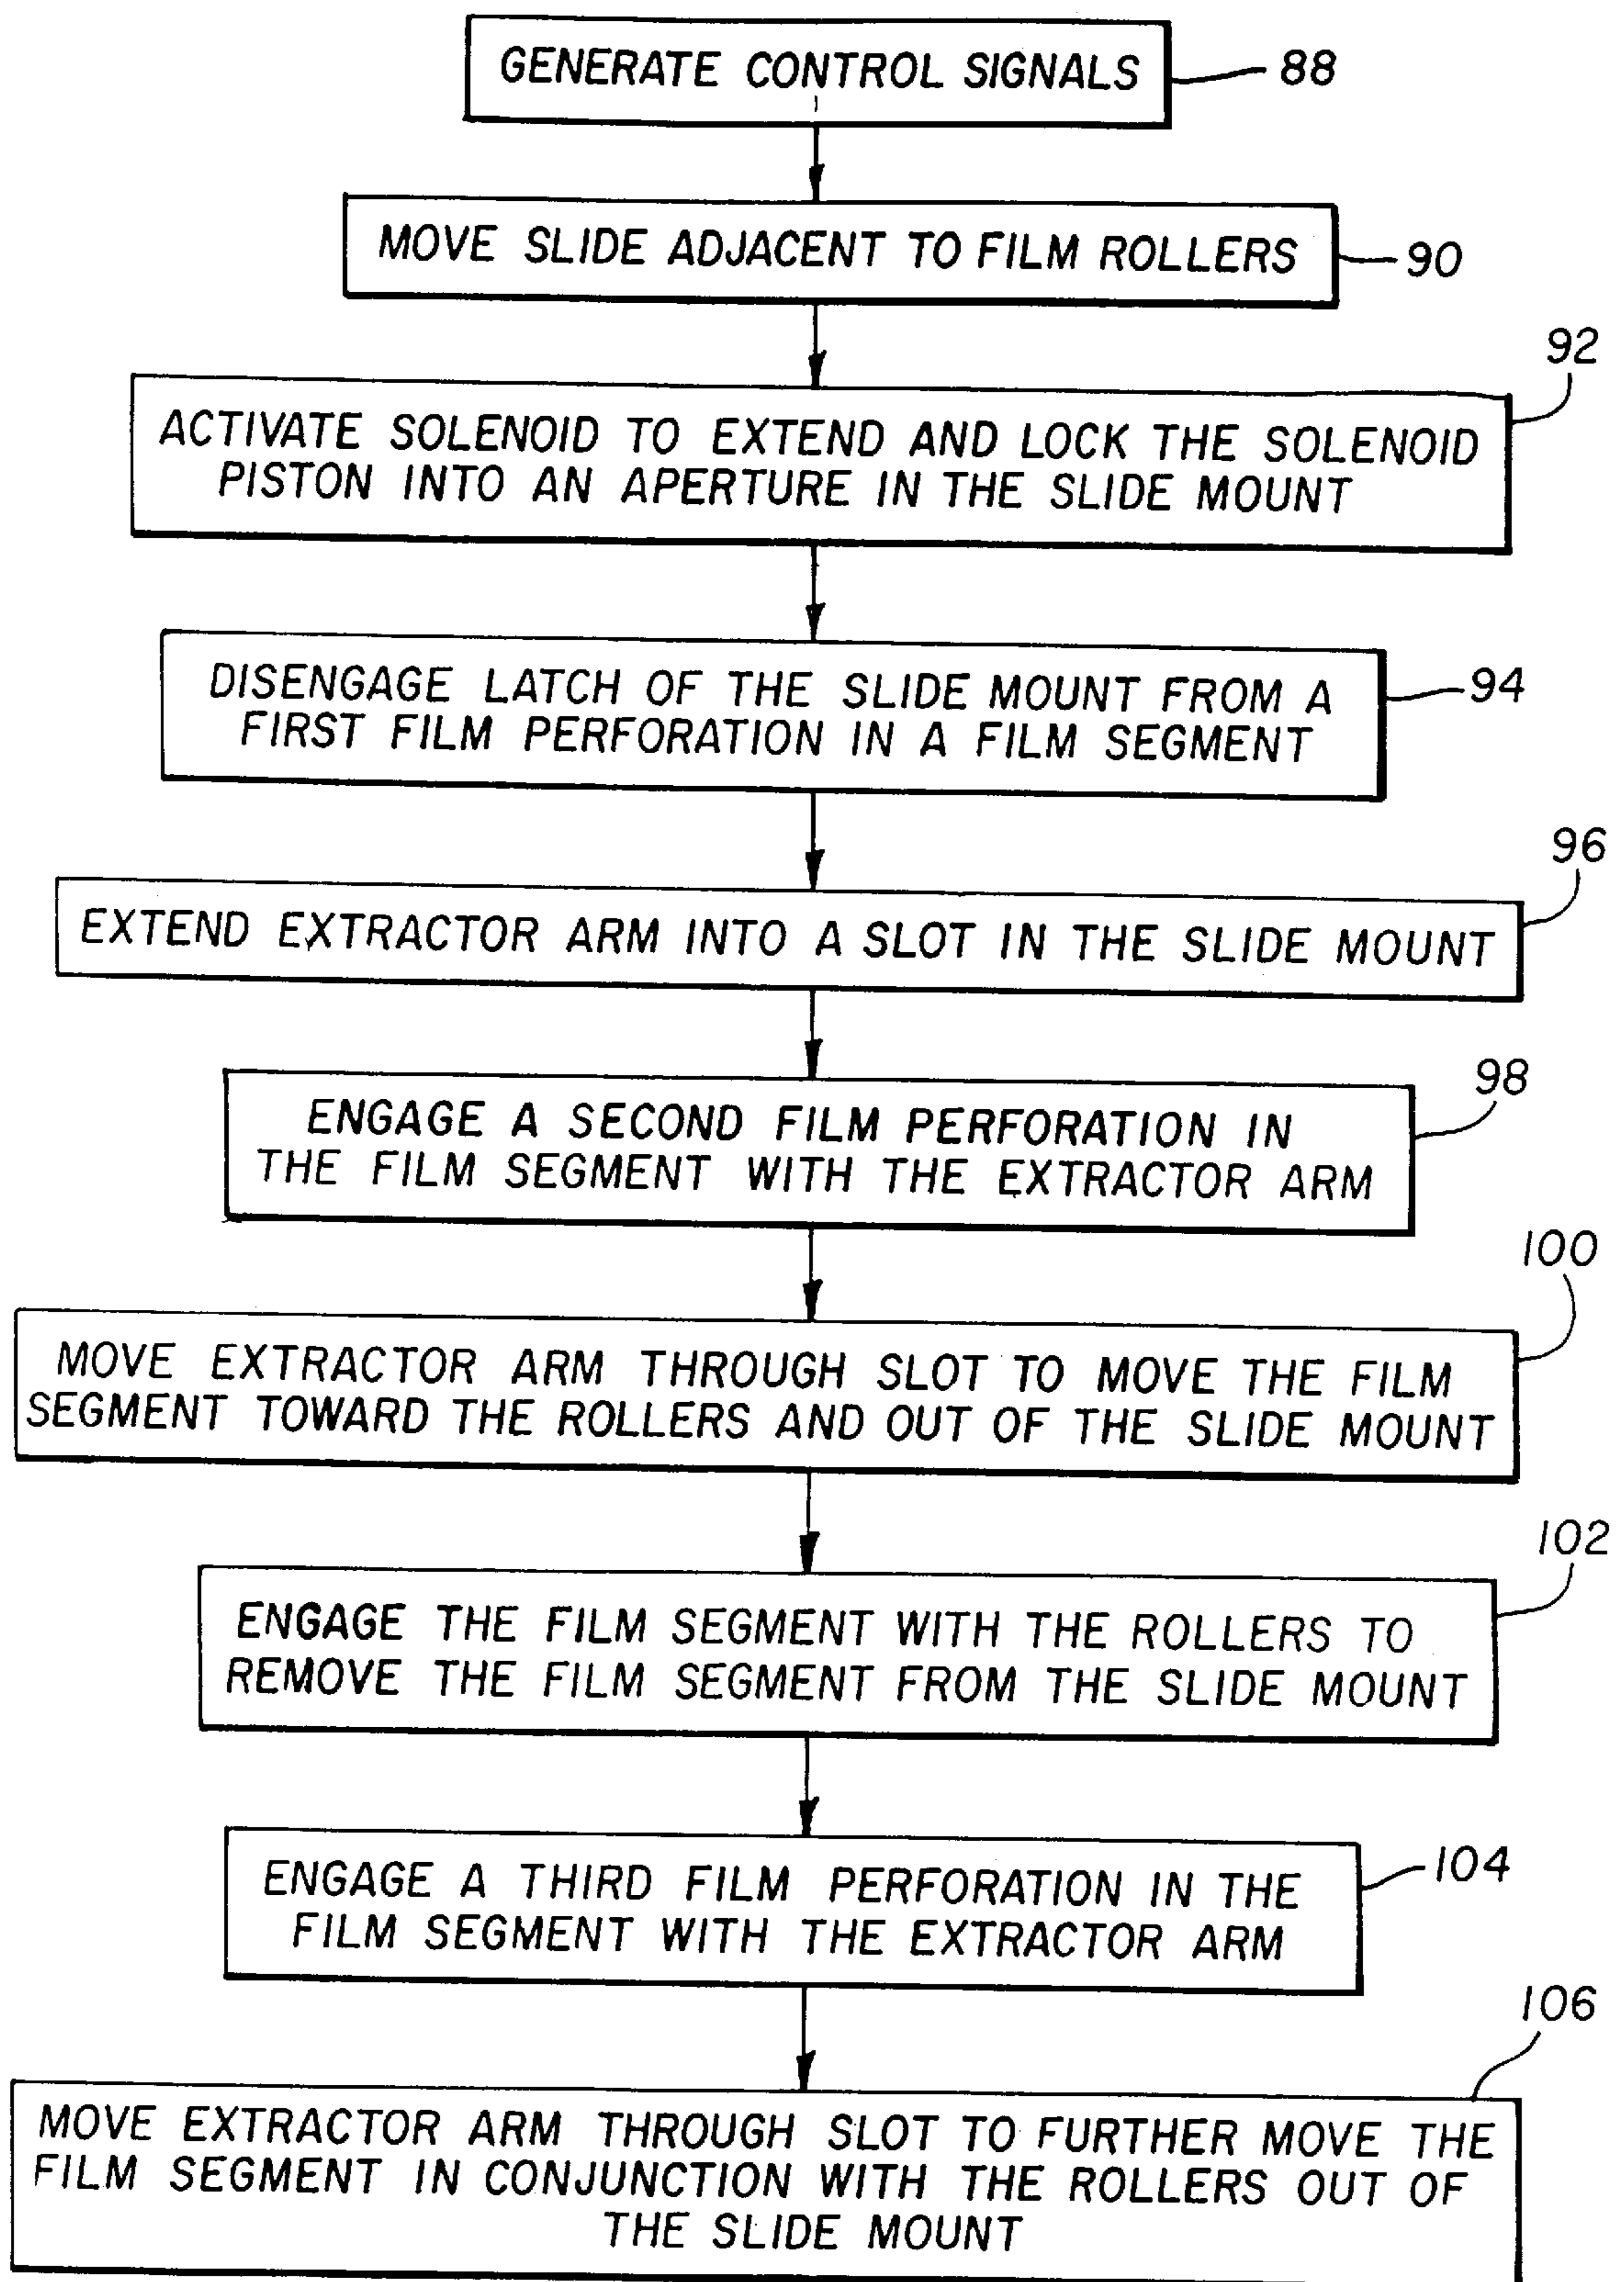 GENERATE CONTROL SIGNALS
88
MOVE SLIDE ADJACENT TO FILM ROLLERS
90
92
ACTIVATE SOLENOID TO EXTEND AND LOCK THE SOLENOID
PISTON INTO AN APERTURE IN THE SLIDE MOUNT
DISENGAGE LATCH OF THE SLIDE MOUNT FROM A
FIRST FILM PERFORATION IN A FILM SEGMENT
94
96
EXTEND EXTRACTOR ARM INTO A SLOT IN THE SLIDE MOUNT
98
ENGAGE A SECOND FILM PERFORATION IN
THE FILM SEGMENT WITH THE EXTRACTOR ARM
100
MOVE EXTRACTOR ARM THROUGH SLOT TO MOVE THE FILM
SEGMENT TOWARD THE ROLLERS AND OUT OF THE SLIDE MOUNT
102
ENGAGE THE FILM SEGMENT WITH THE ROLLERS TO
REMOVE THE FILM SEGMENT FROM THE SLIDE MOUNT
104
ENGAGE A THIRD FILM PERFORATION IN THE
FILM SEGMENT WITH THE EXTRACTOR ARM
106
MOVE EXTRACTOR ARM THROUGH SLOT TO FURTHER MOVE THE
FILM SEGMENT IN CONJUNCTION WITH THE ROLLERS OUT OF
THE SLIDE MOUNT